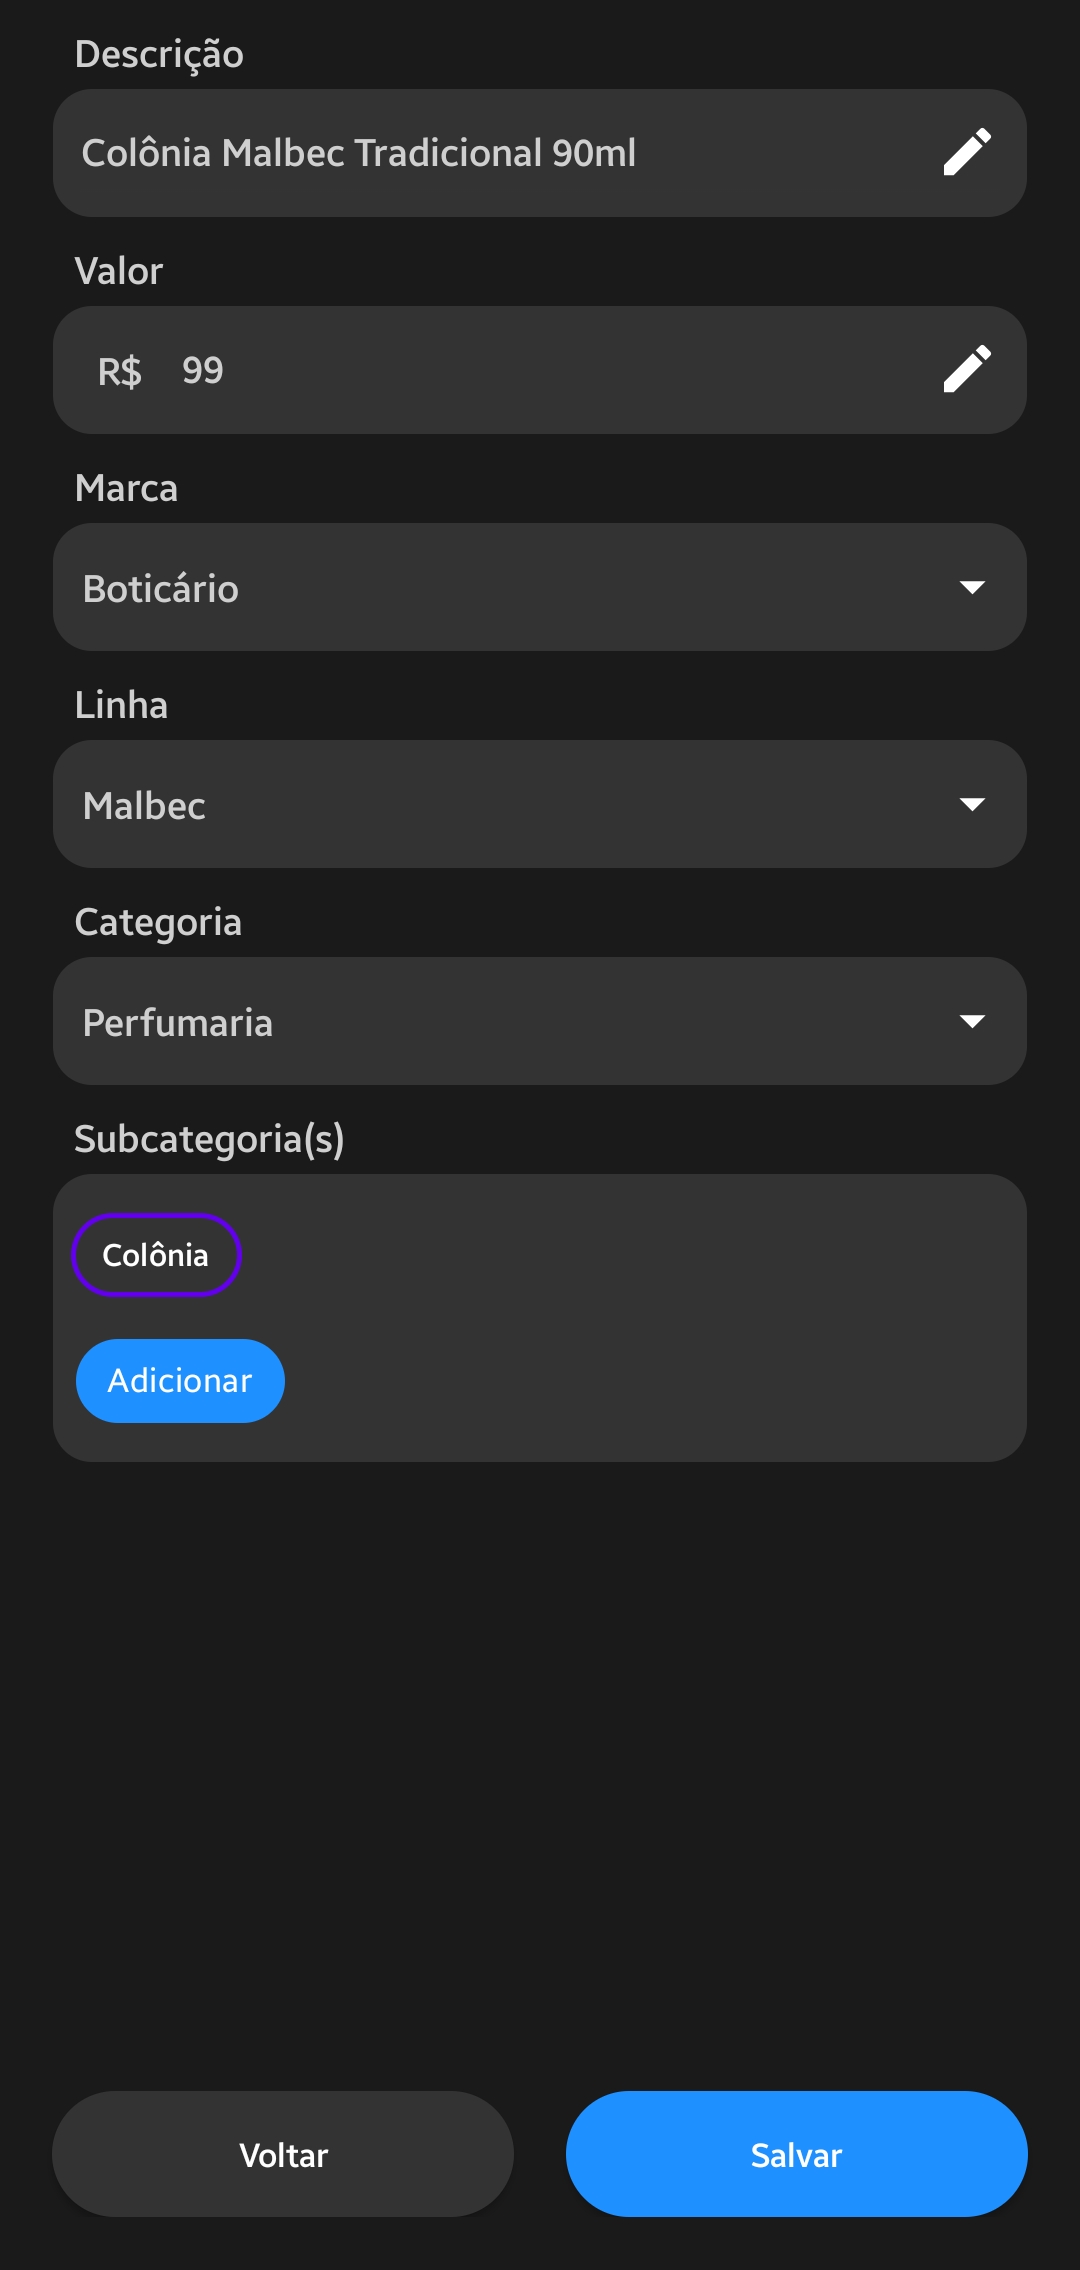 Descrição
Colônia Malbec Tradicional 90ml
Valor
R$ 99
Marca
Boticário
Linha
Malbec
Categoria
Perfumaria
Subcategoria(s)
Colônia
Adicionar
Voltar Salvar